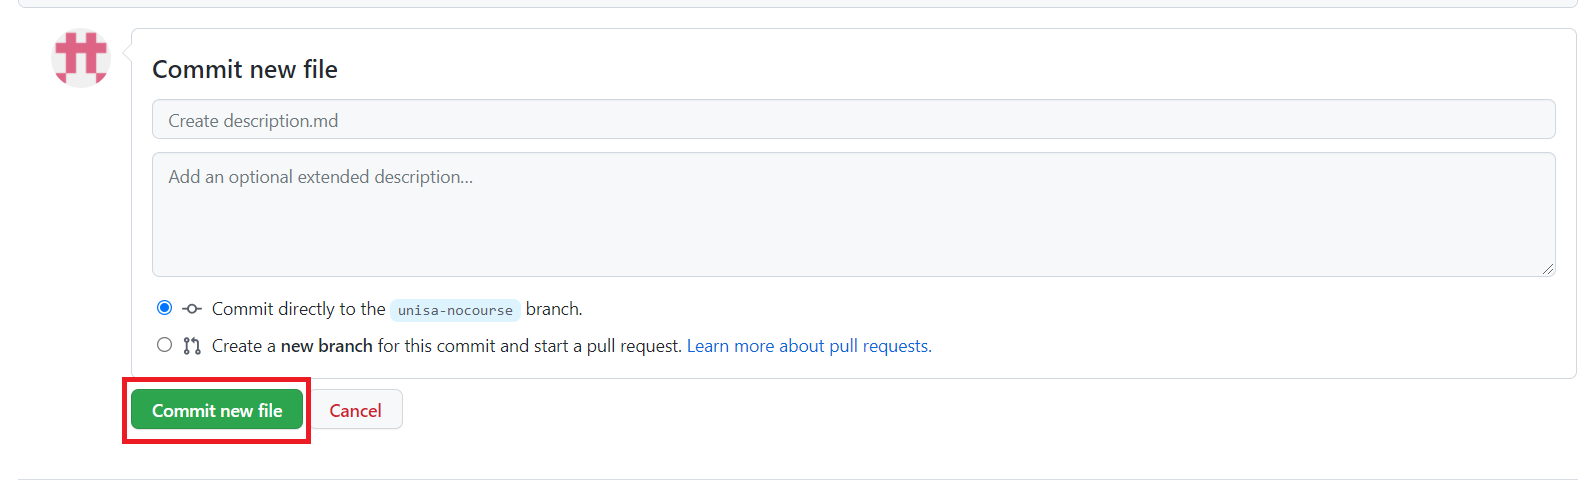 Commit new file
Create description.md
Add an optional extended description...
Commit directly to the unisa-nocourse branch.
Create a new branch for this commit and start a pull request. Learn more about pull requests.
Commit new file
Cancel